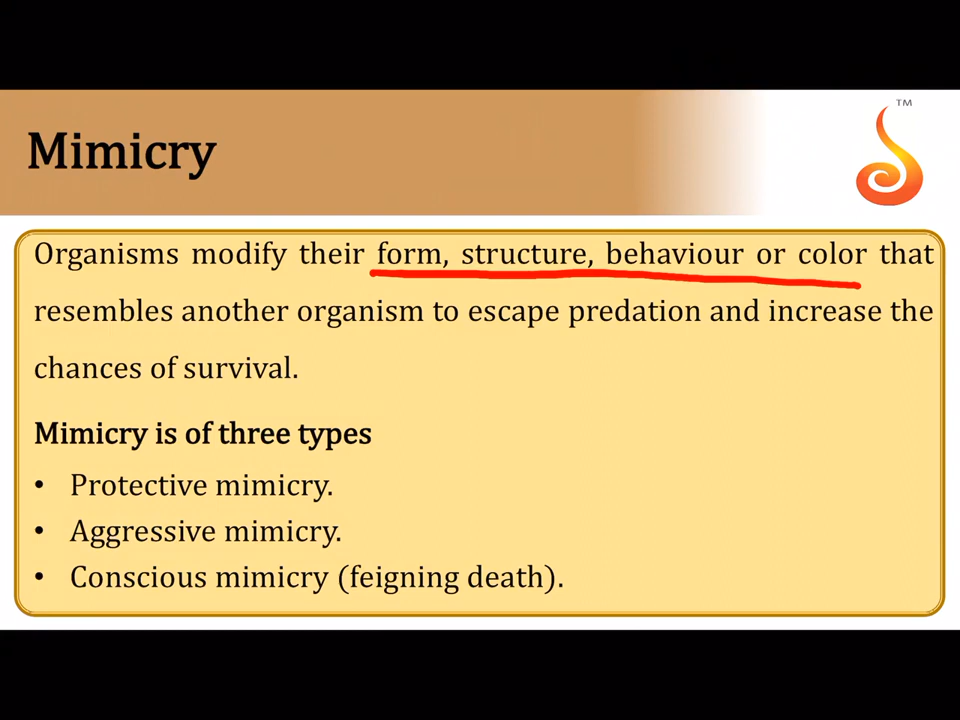 TM
Mimicry
Organisms modify their form, structure, behaviour or color that
resembles another organism to escape predation and increase the
chances of survival.
Mimicry is of three types
• Protective mimicry.
• Aggressive mimicry.
• Conscious mimicry (feigning death).